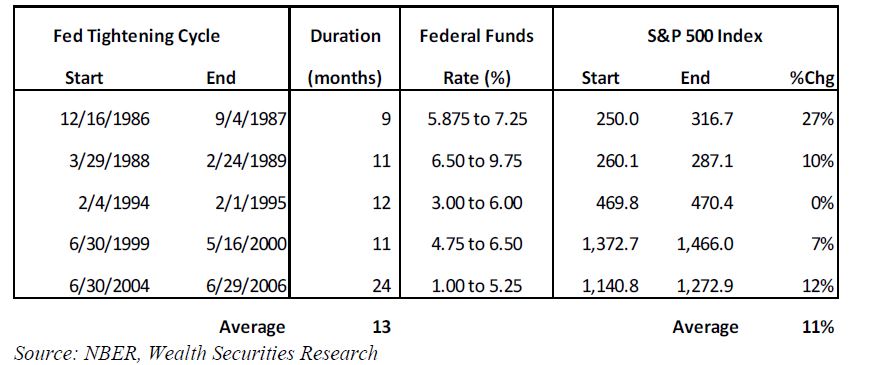 Fed Tightening Cycle Duration Federal Funds S&P 500 Index
Start End (months) Rate (%) Start End %Chg
12/16/1986 9/4/1987 9 5.875 to 7.25 250.0 316.7 27%
3/29/1988 2/24/1989 11 6.50 to 9.75 260.1 287.1 10%
2/4/1994 2/1/1995 12 3.00 to 6.00 469.8 470.4 0%
6/30/1999 5/16/2000 11 4.75 to 6.50 1,372.7 1,466.0 7%
6/30/2004 6/29/2006 24 1.00 to 5.25 1,140.8 1,272.9 12%
Average 13 Average 11%
Source: NBER, Wealth Securities Research